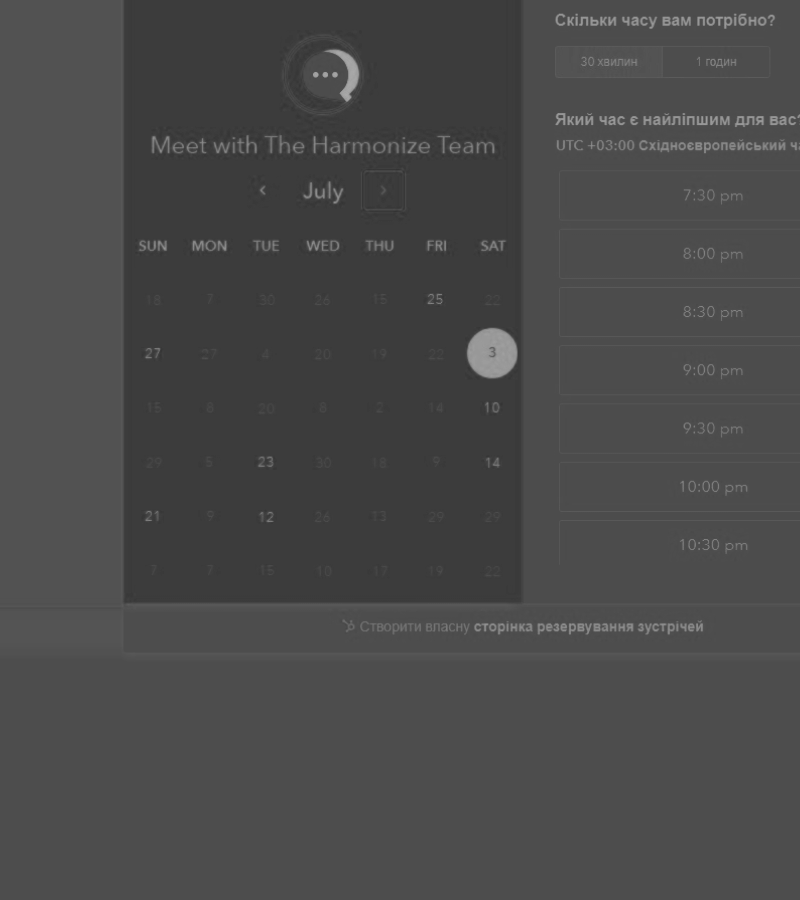 Meet with The Harmonize Team
July
SUN MON TUE WED THU FRI SAT
18 7 30 26 15 25 22
27 27 4 20 19 22 3
15 8 20 6 2 14 10
29 5 23 30 18 9 14
21 9 12 26 13 29 29
7 7 15 10 17 19 22
Скільки часу вам потрібно?
30 хвилин 1 годин
Який час є найліпшим для вас?
UTC +03:00 Східноєвропейський
7:30 pm
8:00 pm
8:30 pm
9:00 pm
9:30 pm
10:00 pm
10:30 pm
Створити власну сторінка резервування зустрічей